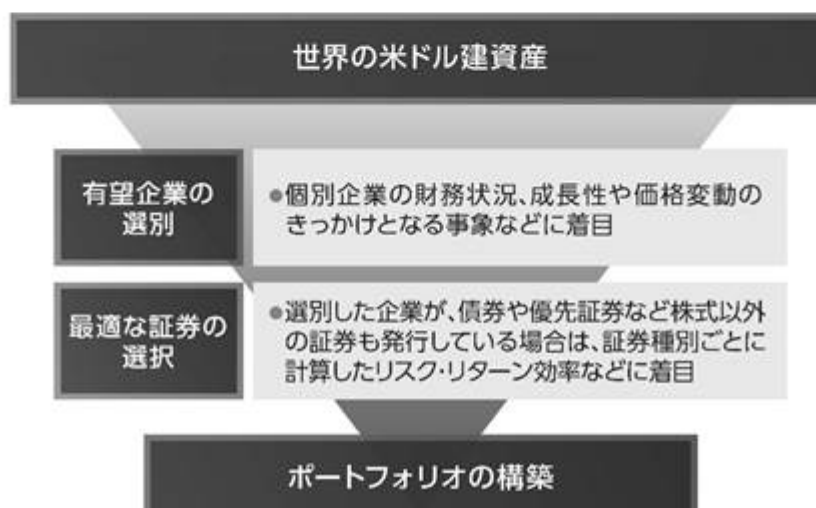 世界の米ドル建資産
有望企業の
選別
●個別企業の財務状況、成長性や価格変動の
きっかけとなる事象などに着目
最適な証券の
選択
●選別した企業が、債券や優先証券など株式以外
の証券も発行している場合は、証券種別ごとに
計算したリスク・リターン効率などに着目
ポートフォリオの構築